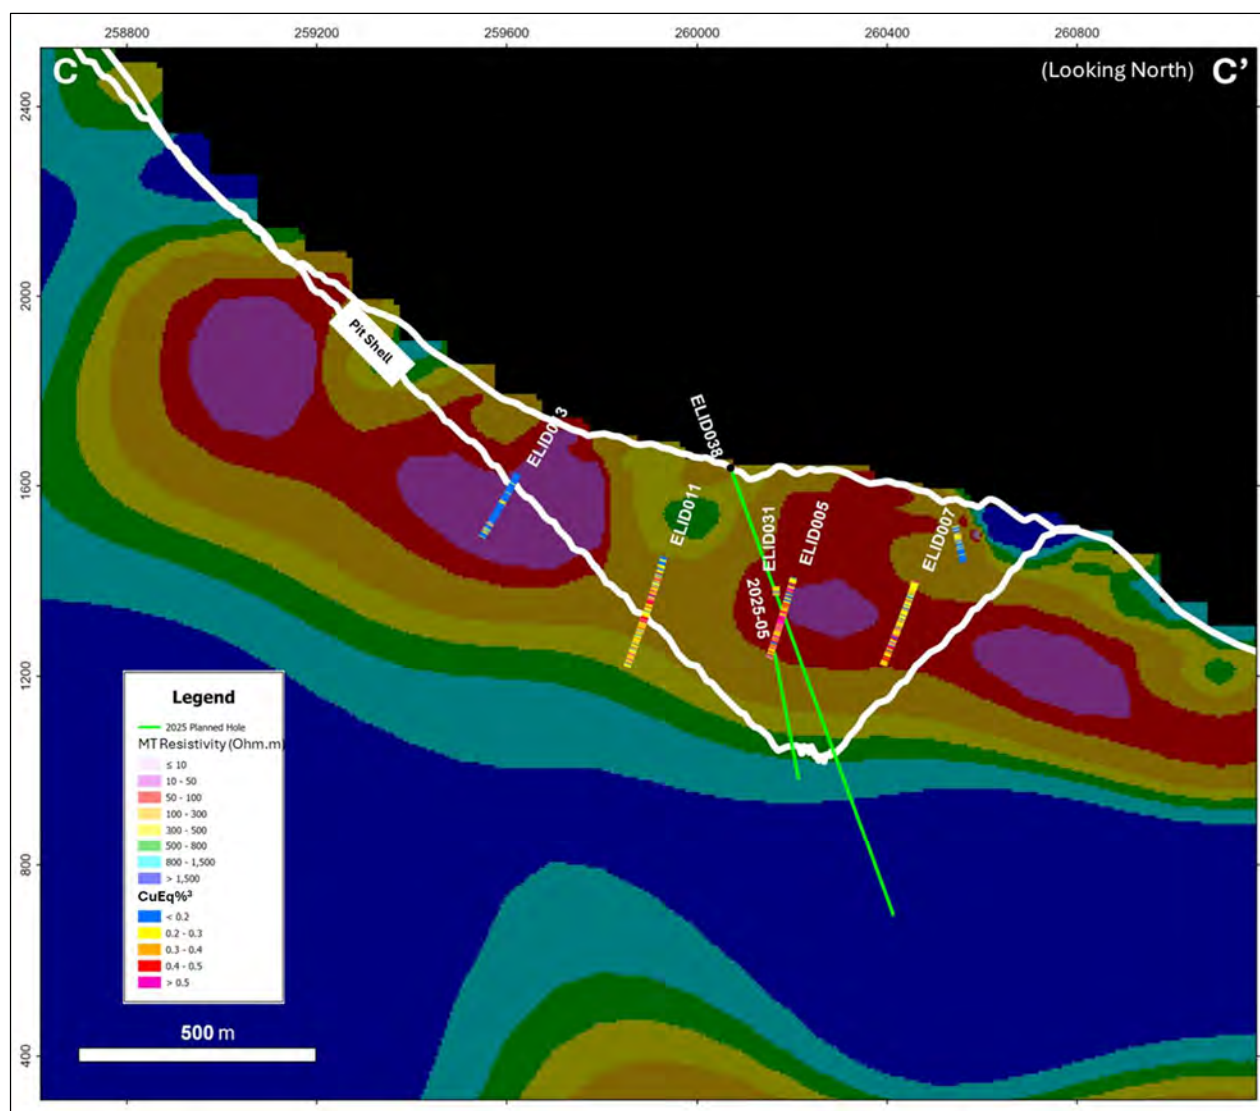 258800 259200 259600 260000 260400 260800
C (Looking North) C’
2400
2000
1600
1200
800
400
Pit Shell
ELID013
ELID011
ELID038
ELID031
ELID005
ELID007
2025-05
Legend
2025 Planned Hole
MT Resistivity (Ohm.m)
≤ 10
10 - 50
50 - 100
100 - 300
300 - 500
500 - 800
800 - 1,500
> 1,500
CuEq%³
< 0.2
0.2 - 0.3
0.3 - 0.4
0.4 - 0.5
> 0.5
500 m